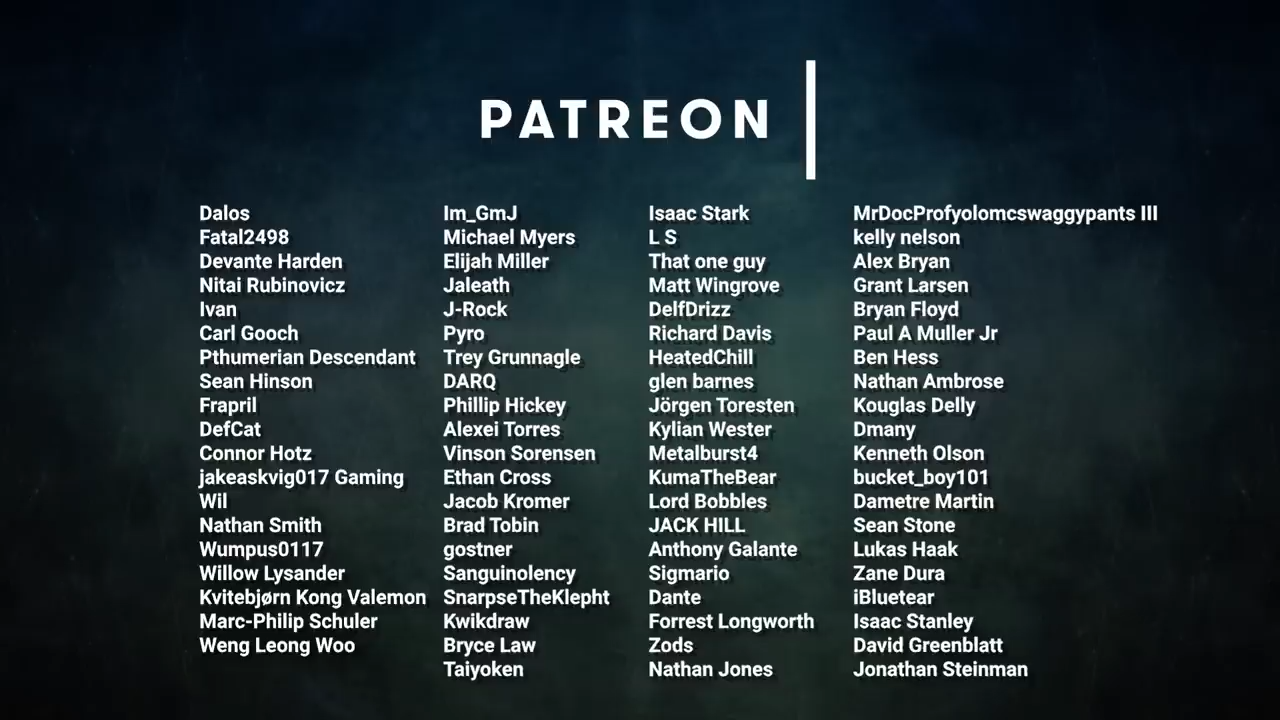 PATREON
Dalos
Fatal2498
Devante Harden
Nitai Rubinovicz
Ivan
Carl Gooch
Pthumerian Descendant
Sean Hinson
Frapril
DefCat
Connor Hotz
jakeaskvig017 Gaming
Wil
Nathan Smith
Wumpus0117
Willow Lysander
Kvitebjørn Kong Valemon
Marc-Philip Schuler
Weng Leong Woo
Im_GmJ
Michael Myers
Elijah Miller
Jaleath
J-Rock
Pyro
Trey Grunnagle
DARQ
Phillip Hickey
Alexei Torres
Vinson Sorensen
Ethan Cross
Jacob Kromer
Brad Tobin
gostner
Sanguinolency
SnarpseTheKlepht
Kwikdraw
Bryce Law
Taiyoken
Isaac Stark
L S
That one guy
Matt Wingrove
DelfDrizz
Richard Davis
HeatedChill
glen barnes
Jörgen Toresten
Kylian Wester
Metalburst4
KumaTheBear
Lord Bobbles
JACK HILL
Anthony Galante
Sigmario
Dante
Forrest Longworth
Zods
Nathan Jones
MrDocProfyolomcswaggypants III
kelly nelson
Alex Bryan
Grant Larsen
Bryan Floyd
Paul A Muller Jr
Ben Hess
Nathan Ambrose
Kouglas Delly
Dmany
Kenneth Olson
bucket_boy101
Dametre Martin
Sean Stone
Lukas Haak
Zane Dura
iBluetear
Isaac Stanley
David Greenblatt
Jonathan Steinman